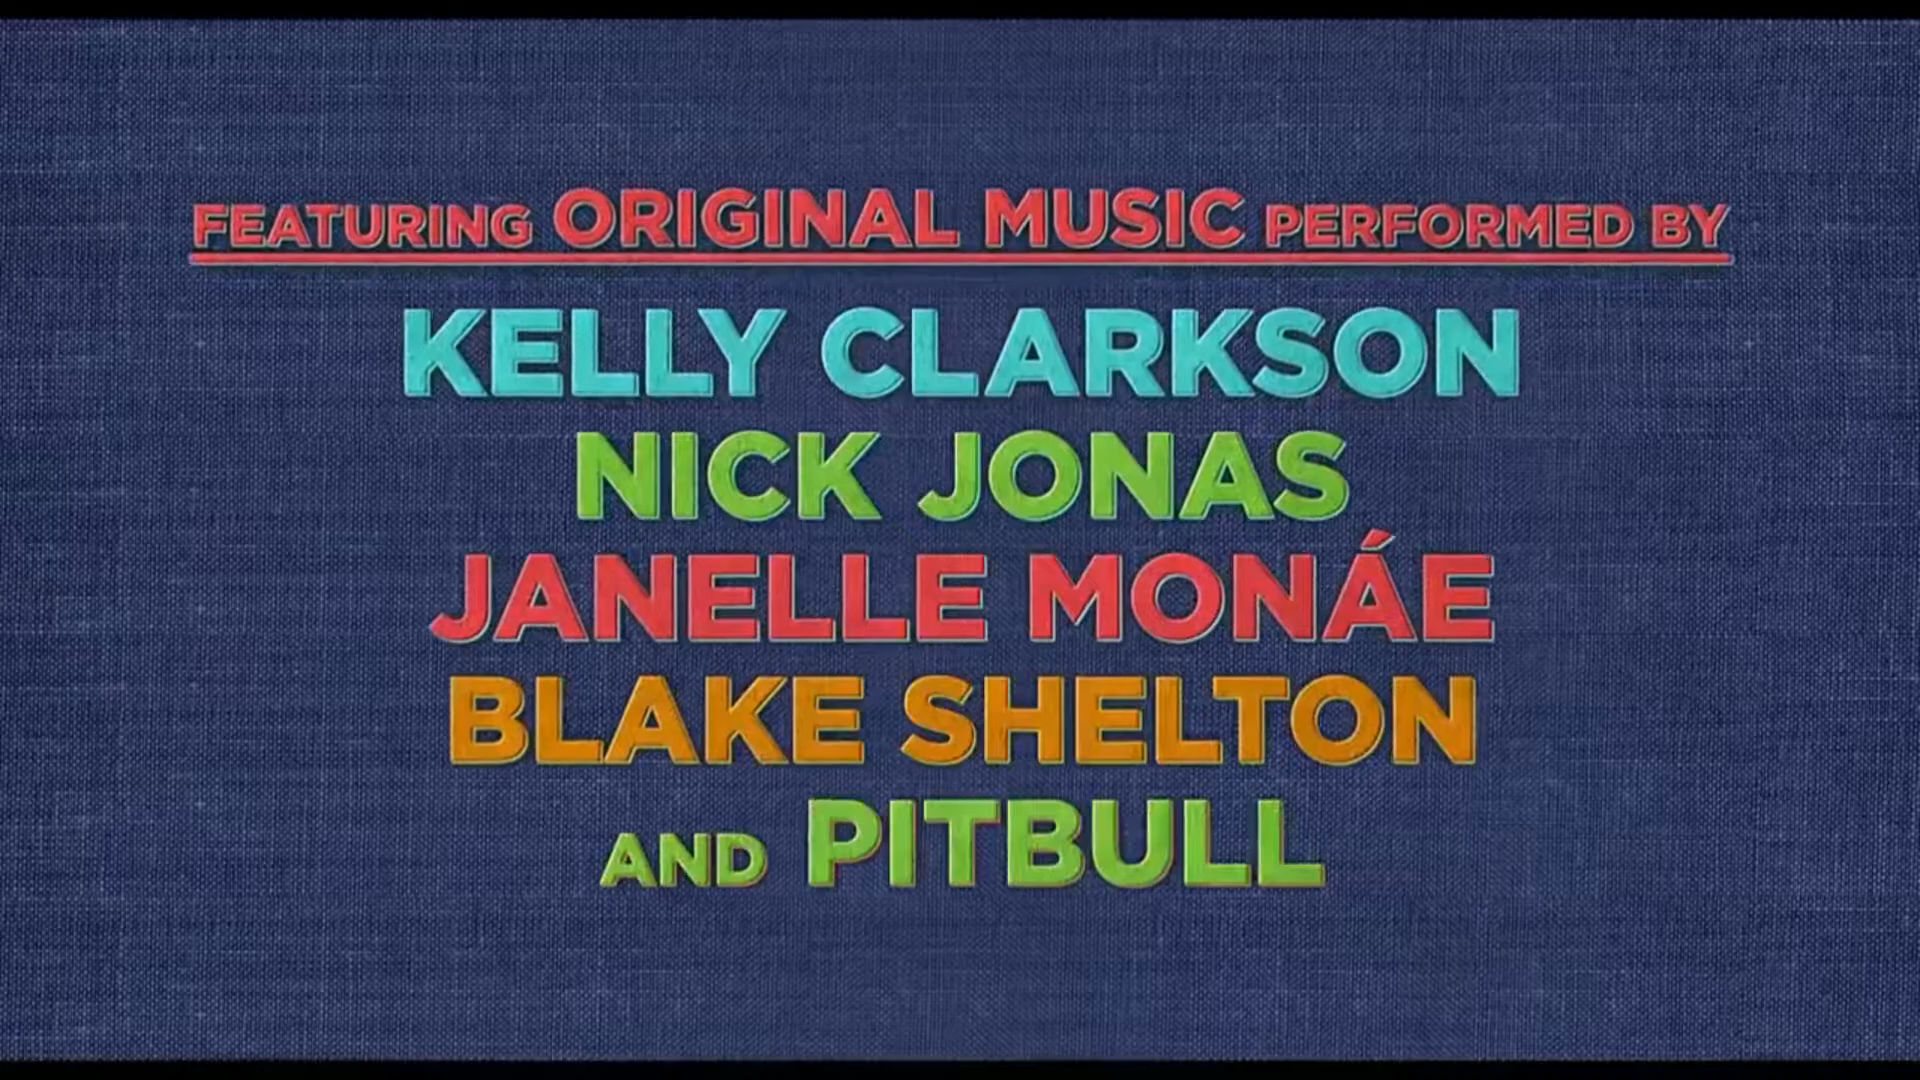 FEATURING ORIGINAL MUSIC PERFORMED BY
KELLY CLARKSON
NICK JONAS
JANELLE MONÁE
BLAKE SHELTON
AND PITBULL